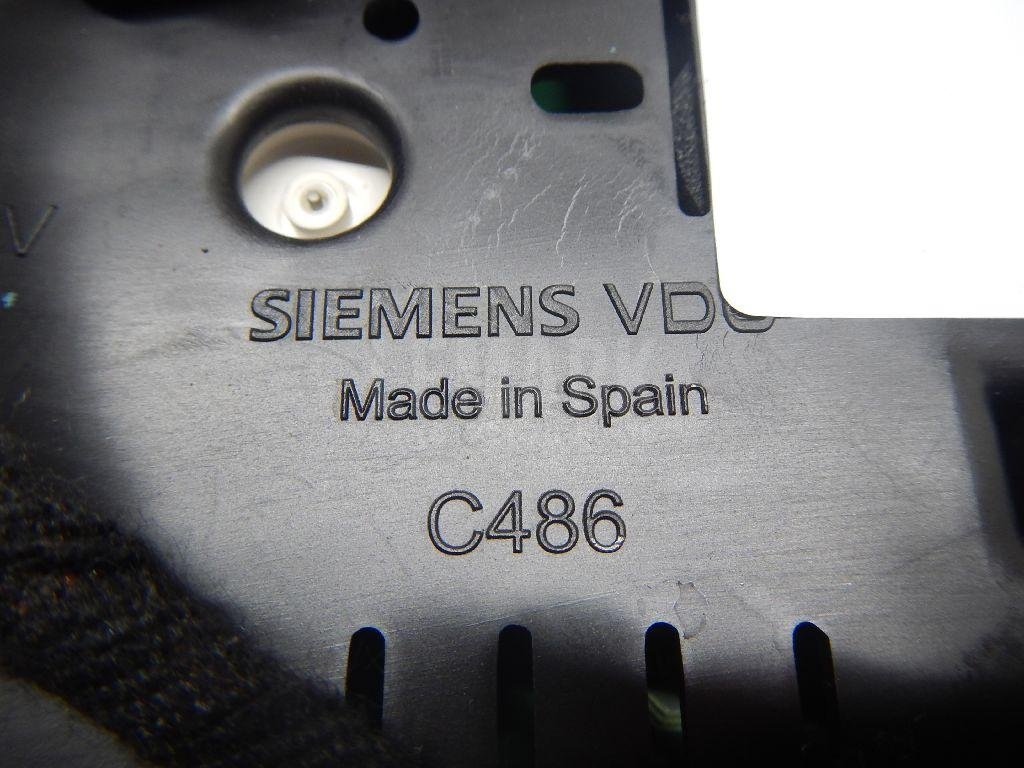 V
SIEMENS VDO
Made in Spain
C486